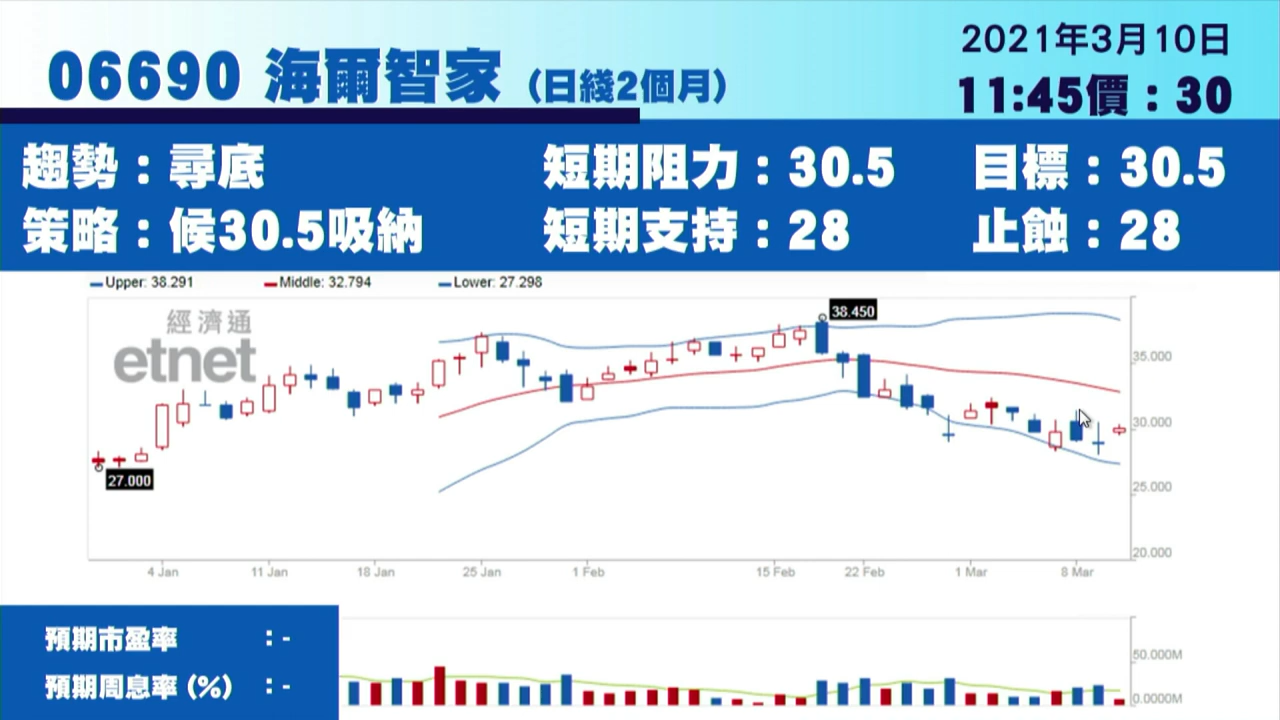 06690 海爾智家 (日綫2個月)
2021年3月10日
11:45價：30
趨勢：尋底
短期阻力：30.5
目標：30.5
策略：候30.5吸納
短期支持：28
止蝕：28
Upper: 38.291
Middle: 32.794
Lower: 27.298
經濟通
etnet
38.450
27.000
35.000
30.000
25.000
20.000
4 Jan
11 Jan
18 Jan
25 Jan
1 Feb
15 Feb
22 Feb
1 Mar
8 Mar
預期市盈率 ：-
預期周息率 (%) ：-
50.000M
0.0000M